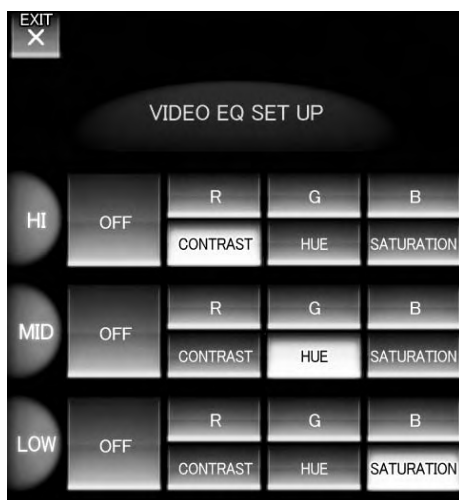 EXIT
×
VIDEO EQ SET UP
HI
OFF
R G B
CONTRAST HUE SATURATION
MID
OFF
R G B
CONTRAST HUE SATURATION
LOW
OFF
R G B
CONTRAST HUE SATURATION